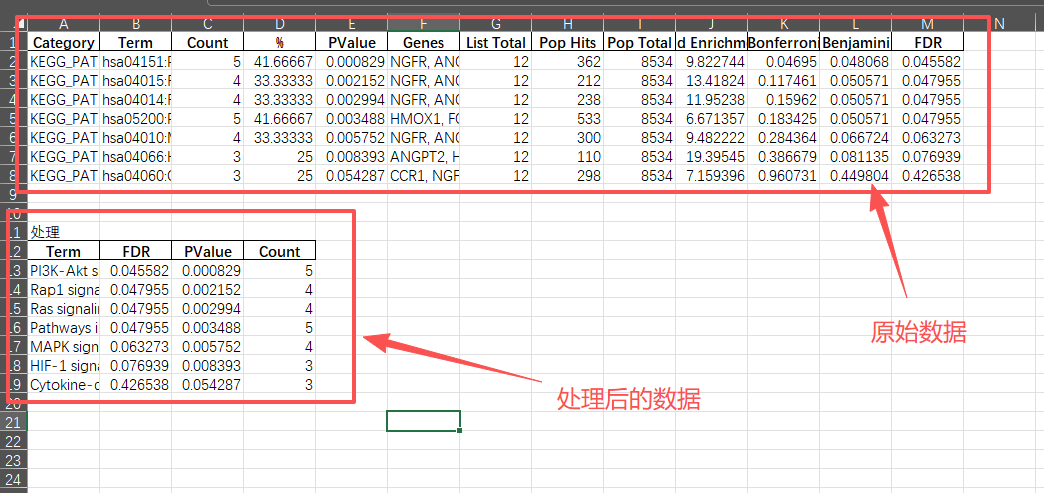 A B C D E F G H I J K L M N
1 Category Term Count % PValue Genes List Total Pop Hits Pop Total d Enrichm Bonferroni Benjamini FDR
2 KEGG_PAT hsa04151:F 5 41.66667 0.000829 NGFR, ANG 12 362 8534 9.822744 0.04695 0.048068 0.045582
3 KEGG_PAT hsa04015:F 4 33.33333 0.002152 NGFR, ANG 12 212 8534 13.41824 0.117461 0.050571 0.047955
4 KEGG_PAT hsa04014:F 4 33.33333 0.002994 NGFR, ANG 12 238 8534 11.95238 0.15962 0.050571 0.047955
5 KEGG_PAT hsa05200:F 5 41.66667 0.003488 HMOX1, FG 12 533 8534 6.671357 0.183425 0.050571 0.047955
6 KEGG_PAT hsa04010:M 4 33.33333 0.005752 NGFR, ANG 12 300 8534 9.482222 0.284364 0.066724 0.063273
7 KEGG_PAT hsa04066:H 3 25 0.008393 ANGPT2, H 12 110 8534 19.39545 0.386679 0.081135 0.076939
8 KEGG_PAT hsa04060:C 3 25 0.054287 CCR1, NGF 12 298 8534 7.159396 0.960731 0.449804 0.426538
9
10
11 处理
12 Term FDR PValue Count
13 PI3K-Akt s 0.045582 0.000829 5
14 Rap1 signa 0.047955 0.002152 4
15 Ras signalin 0.047955 0.002994 4
16 Pathways i 0.047955 0.003488 5
17 MAPK sign 0.063273 0.005752 4
18 HIF-1 signa 0.076939 0.008393 3
19 Cytokine-c 0.426538 0.054287 3
原始数据
处理后的数据
20
21
22
23
24